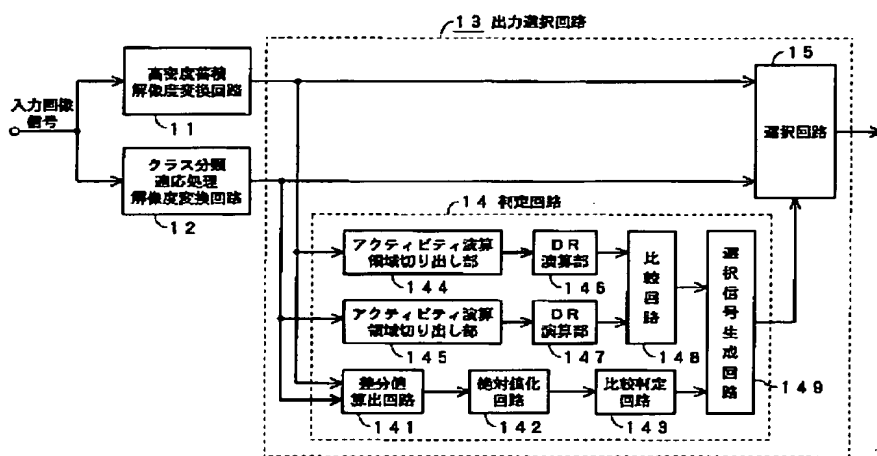 13 出力選択回路
入力画像
信号
高密度蓄積
解像度変換回路
11
クラス分類
適応処理
解像度変換回路
12
15
選択回路
14 判定回路
アクティビティ演算
領域切り出し部
144
DR
演算部
146
比較回路
148
選択信号生成回路
149
アクティビティ演算
領域切り出し部
145
DR
演算部
147
差分値
算出回路
141
絶対値化
回路
142
比較判定
回路
143